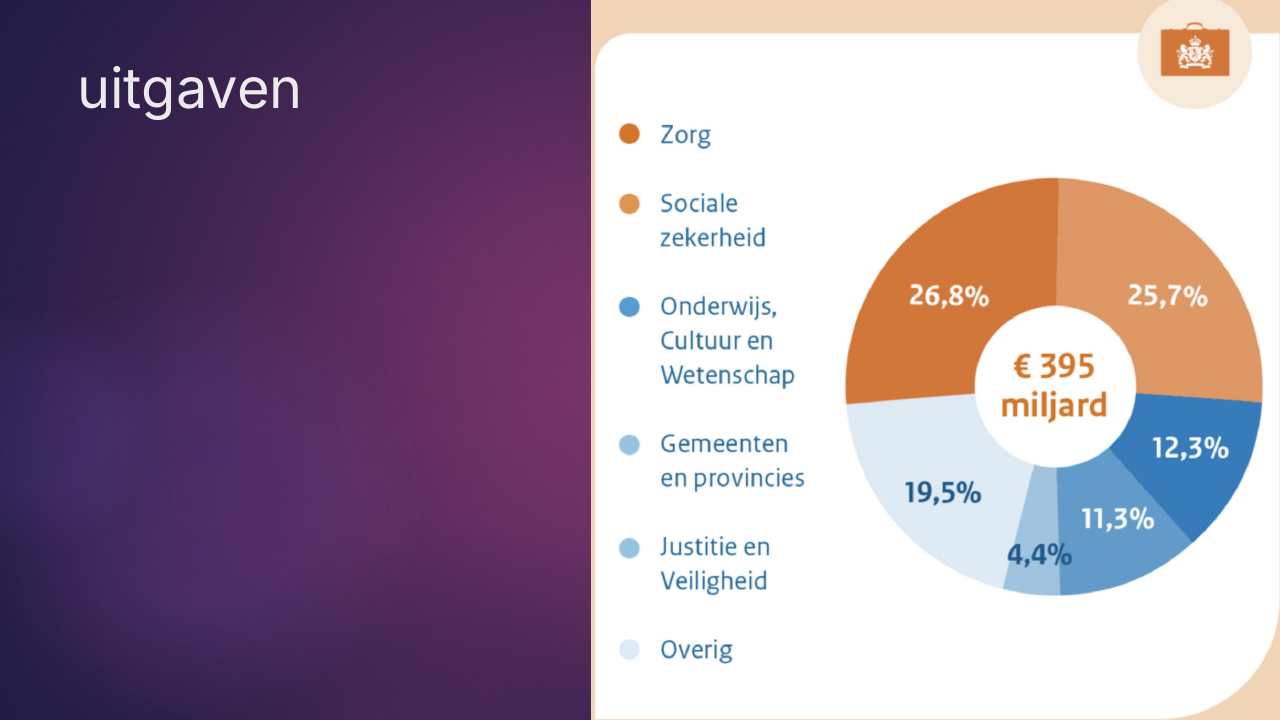 uitgaven
Zorg
Sociale
zekerheid
Onderwijs,
Cultuur en
Wetenschap
Gemeenten
en provincies
Justitie en
Veiligheid
Overig
26,8%
25,7%
€ 395
miljard
12,3%
19,5%
11,3%
4,4%